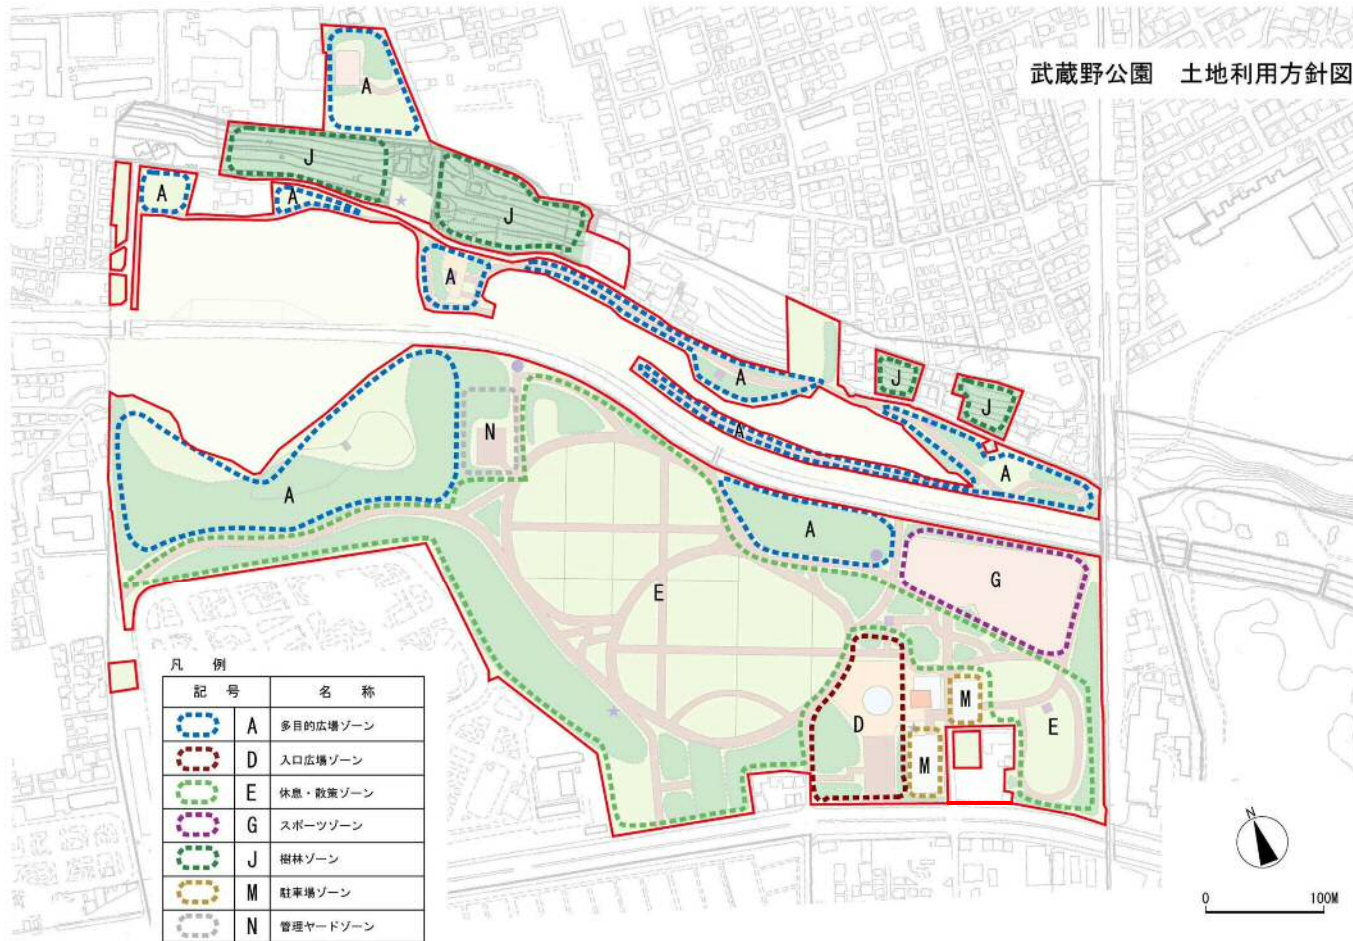 武蔵野公園 土地利用方針図
A
J
A
A
J
A
A
J
J
A
N
A
A
A
G
E
D
M
M
E
凡 例
記 号 名 称
A 多目的広場ゾーン
D 入口広場ゾーン
E 休息・散策ゾーン
G スポーツゾーン
J 樹林ゾーン
M 駐車場ゾーン
N 管理ヤードゾーン
N
0 100M